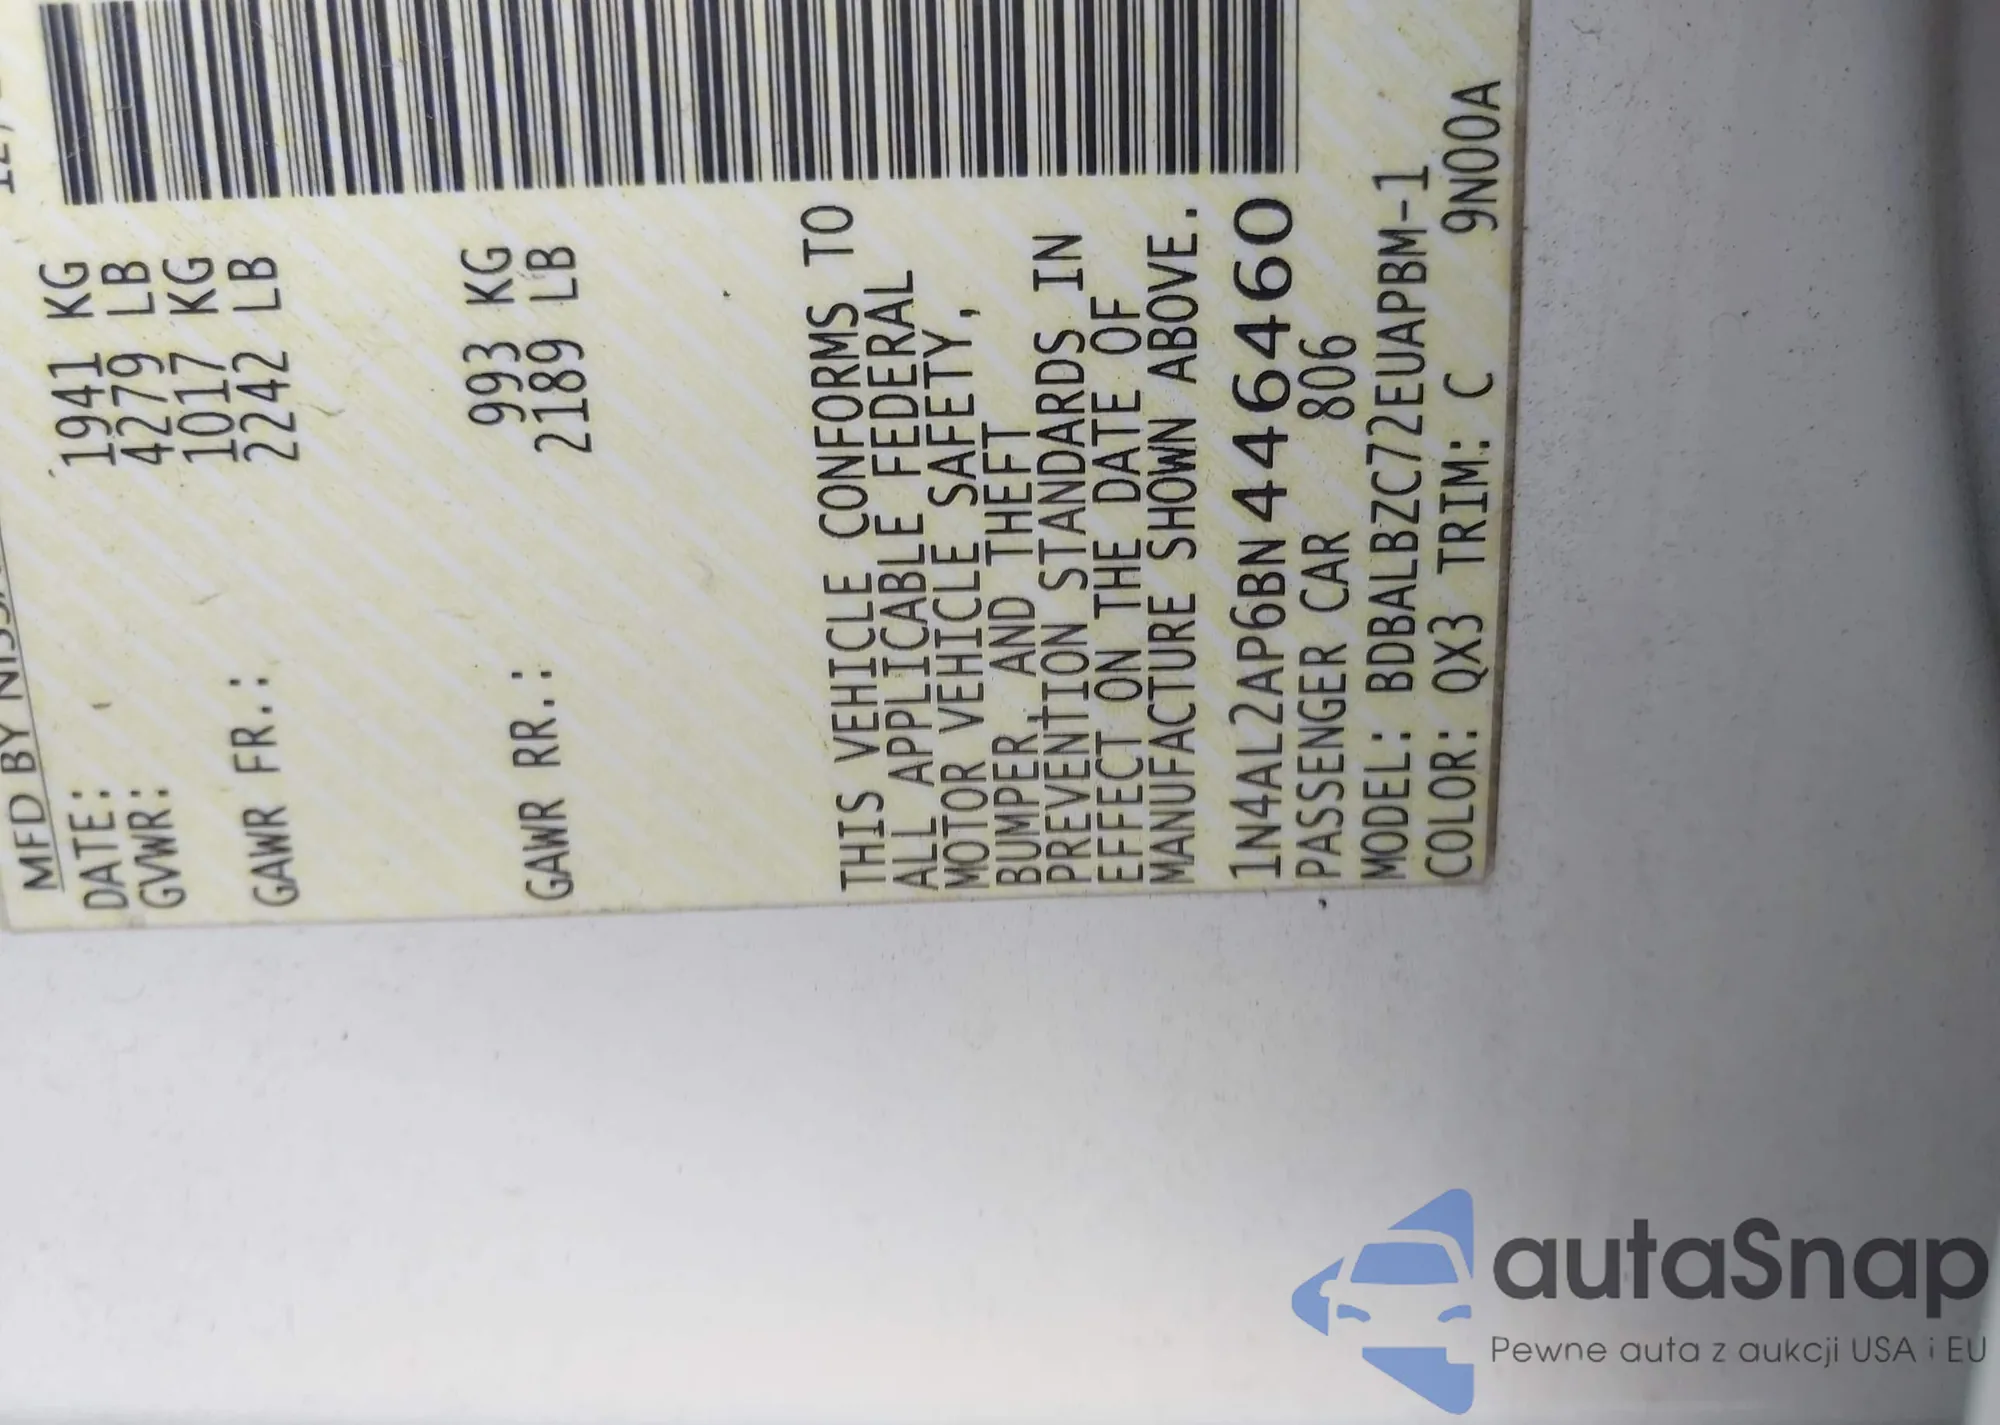 MFD BY NISSA
DATE: 12/
GVWR: 1941 KG
4279 LB
GAWR FR.: 1017 KG
2242 LB
GAWR RR.: 993 KG
2189 LB
THIS VEHICLE CONFORMS TO
ALL APPLICABLE FEDERAL
MOTOR VEHICLE SAFETY,
BUMPER, AND THEFT
PREVENTION STANDARDS IN
EFFECT ON THE DATE OF
MANUFACTURE SHOWN ABOVE.
1N4AL2AP6BN446460
PASSENGER CAR 806
MODEL: BDBALBZC72EUAPBM-1
COLOR: QX3 TRIM: C 9N00A
autaSnap
Pewne auta z aukcji USA i EU